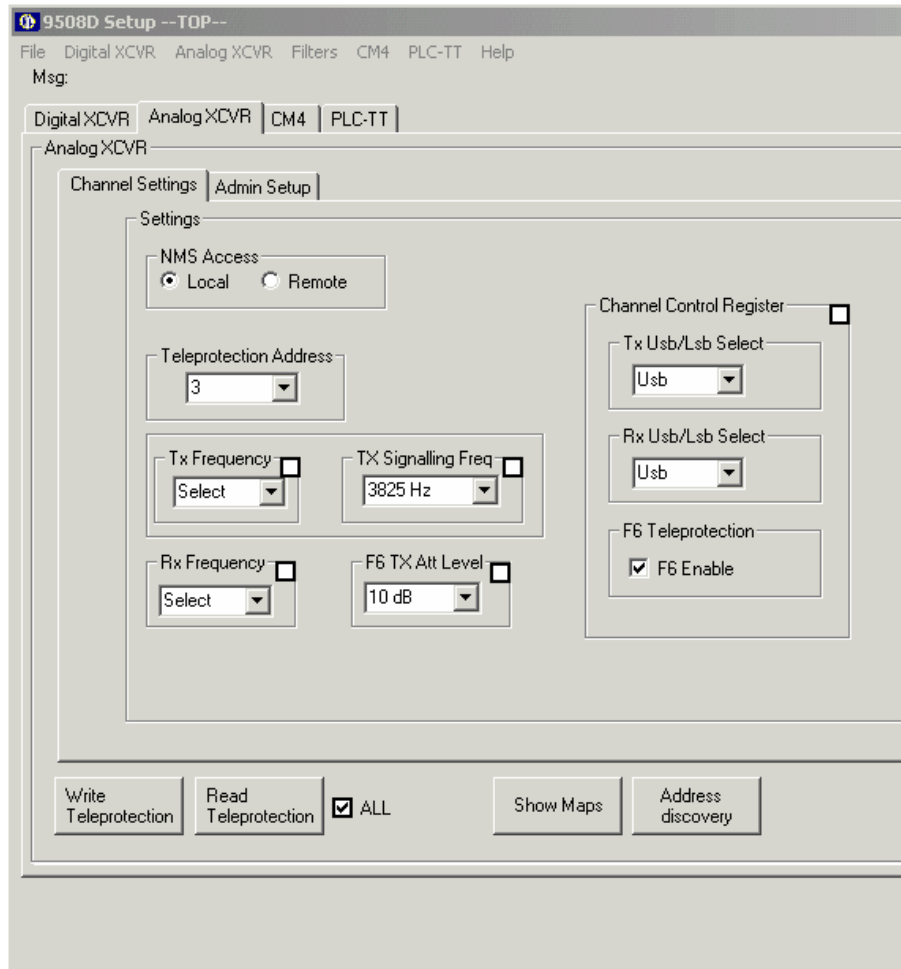 9508D Setup --TOP--
File Digital XCVR Analog XCVR Filters CM4 PLC-TT Help
Msg:
Digital XCVR Analog XCVR CM4 PLC-TT
Analog XCVR
Channel Settings Admin Setup
Settings
NMS Access
Local Remote
Channel Control Register
Tx Usb/Lsb Select
Usb
Teleprotection Address
3
Rx Usb/Lsb Select
Usb
Tx Frequency TX Signalling Freq
Select 3825 Hz
F6 Teleprotection
F6 Enable
Rx Frequency F6 TX Att Level
Select 10 dB
Write
Teleprotection
Read
Teleprotection
ALL
Show Maps
Address
discovery